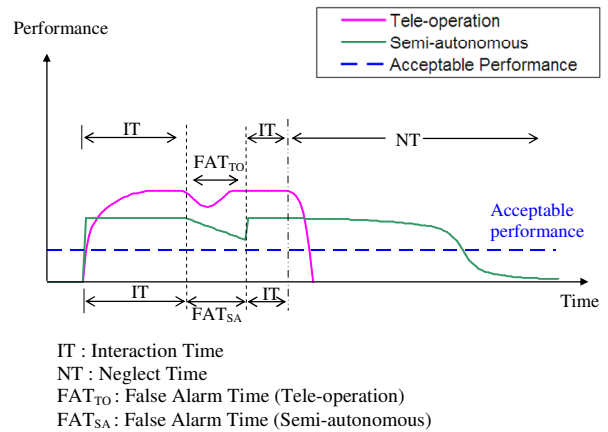 Tele-operation
Semi-autonomous
Acceptable Performance
Performance
IT
IT
NT
FATTO
Acceptable
performance
IT
IT
FATSA
Time
IT : Interaction Time
NT : Neglect Time
FATTO : False Alarm Time (Tele-operation)
FATSA : False Alarm Time (Semi-autonomous)